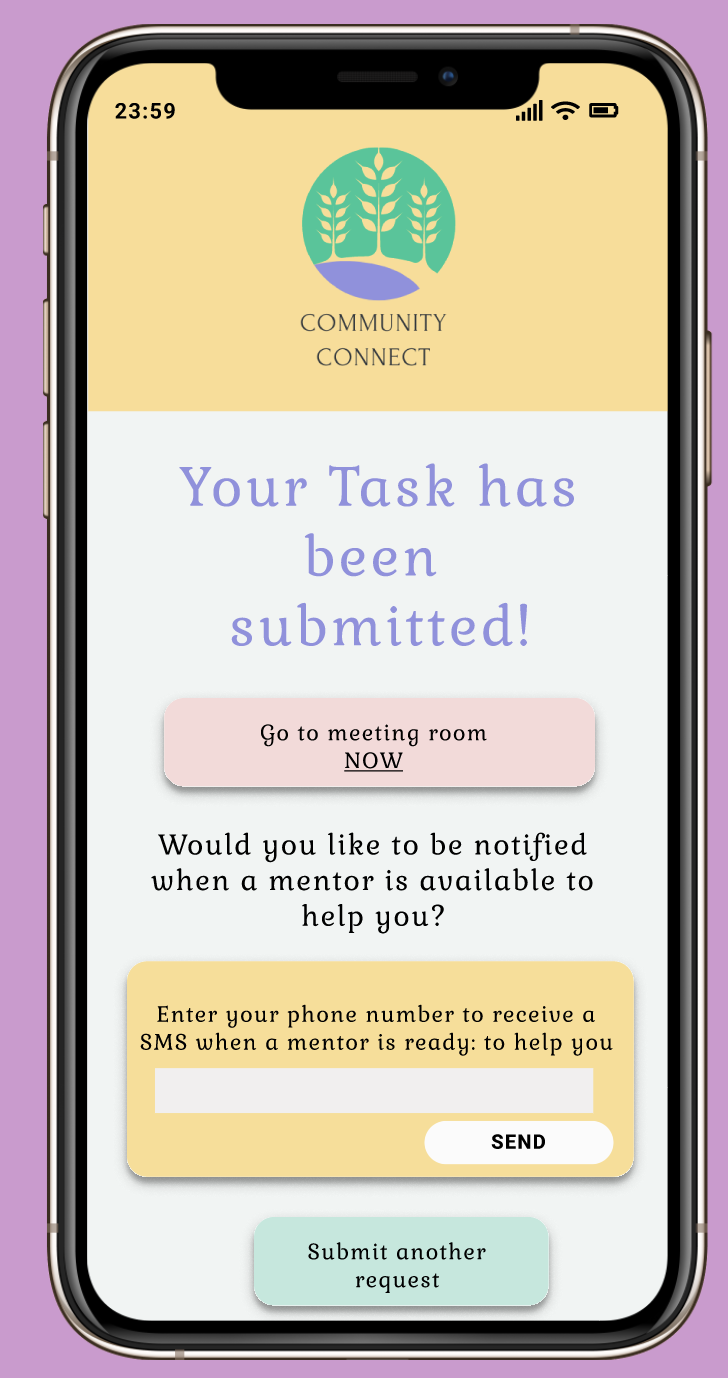 23:59
COMMUNITY
CONNECT
Your Task has
been
submitted!
Go to meeting room
NOW
Would you like to be notified
when a mentor is available to
help you?
Enter your phone number to receive a
SMS when a mentor is ready: to help you
SEND
Submit another
request